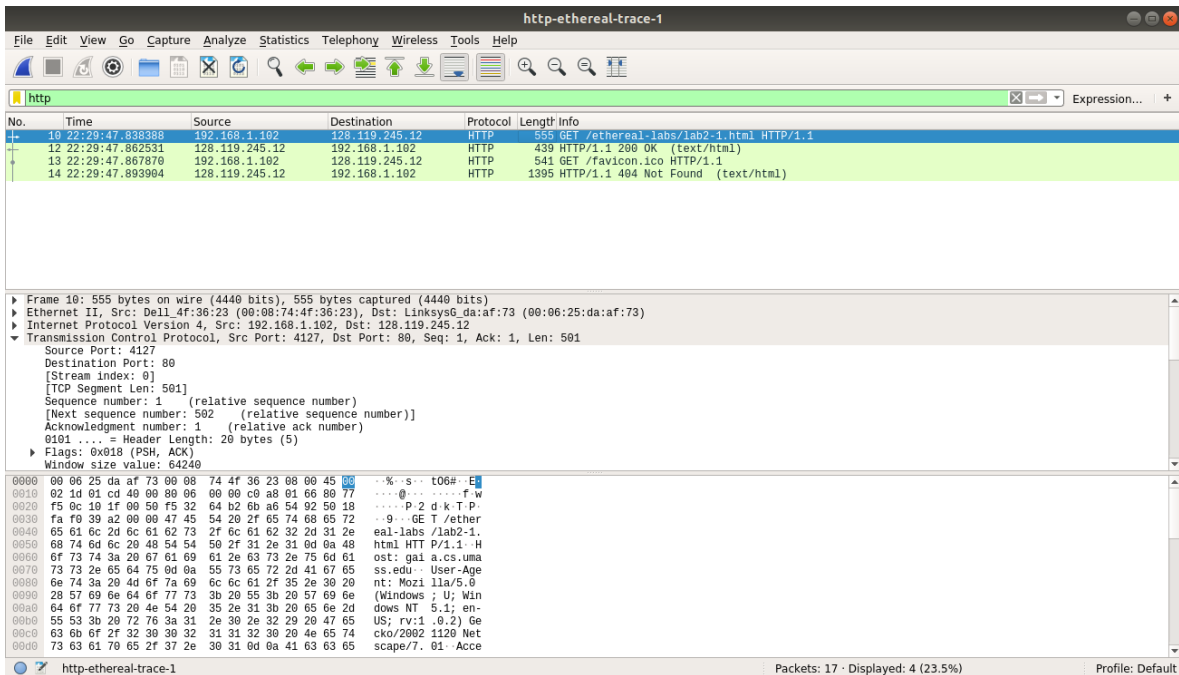 http-ethereal-trace-1
File Edit View Go Capture Analyze Statistics Telephony Wireless Tools Help
http Expression... +
No. Time Source Destination Protocol Length Info
10 22:29:47.838388 192.168.1.102 128.119.245.12 HTTP 555 GET /ethereal-labs/lab2-1.html HTTP/1.1
12 22:29:47.862531 128.119.245.12 192.168.1.102 HTTP 439 HTTP/1.1 200 OK (text/html)
13 22:29:47.867870 192.168.1.102 128.119.245.12 HTTP 541 GET /favicon.ico HTTP/1.1
14 22:29:47.893904 128.119.245.12 192.168.1.102 HTTP 1395 HTTP/1.1 404 Not Found (text/html)
Frame 10: 555 bytes on wire (4440 bits), 555 bytes captured (4440 bits)
Ethernet II, Src: Dell_4f:36:23 (00:08:74:4f:36:23), Dst: LinksysG_da:af:73 (00:06:25:da:af:73)
Internet Protocol Version 4, Src: 192.168.1.102, Dst: 128.119.245.12
Transmission Control Protocol, Src Port: 4127, Dst Port: 80, Seq: 1, Ack: 1, Len: 501
Source Port: 4127
Destination Port: 80
[Stream index: 0]
[TCP Segment Len: 501]
Sequence number: 1 (relative sequence number)
[Next sequence number: 502 (relative sequence number)]
Acknowledgment number: 1 (relative ack number)
0101 .... = Header Length: 20 bytes (5)
Flags: 0x018 (PSH, ACK)
Window size value: 64240
0000 00 06 25 da af 73 00 08 74 4f 36 23 08 00 45 00 ··%··s·· tO6#··E·
0010 02 1d 01 cd 40 00 80 06 00 00 c0 a8 01 66 80 77 ····@··· ·····f·w
0020 f5 0c 10 1f 00 50 f5 32 64 b2 6b a6 54 92 50 18 ·····P·2 d·k·T·P·
0030 fa f0 39 a2 00 00 47 45 54 20 2f 65 74 68 65 72 ··9···GE T /ether
0040 65 61 6c 2d 6c 61 62 73 2f 6c 61 62 32 2d 31 2e eal-labs /lab2-1.
0050 68 74 6d 6c 20 48 54 54 50 2f 31 2e 31 0d 0a 48 html HTT P/1.1··H
0060 6f 73 74 3a 20 67 61 69 61 2e 63 73 2e 75 6d 61 ost: gai a.cs.uma
0070 73 73 2e 65 64 75 0d 0a 55 73 65 72 2d 41 67 65 ss.edu·· User-Age
0080 6e 74 3a 20 4d 6f 7a 69 6c 6c 61 2f 35 2e 30 20 nt: Mozi lla/5.0
0090 28 57 69 6e 64 6f 77 73 3b 20 55 3b 20 57 69 6e (Windows ; U; Win
00a0 64 6f 77 73 20 4e 54 20 35 2e 31 3b 20 65 6e 2d dows NT 5.1; en-
00b0 55 53 3b 20 72 76 3a 31 2e 30 2e 32 29 20 47 65 US; rv:1 .0.2) Ge
00c0 63 6b 6f 2f 32 30 30 32 31 31 32 30 20 4e 65 74 cko/2002 1120 Net
00d0 73 63 61 70 65 2f 37 2e 30 31 0d 0a 41 63 63 65 scape/7. 01··Acce
http-ethereal-trace-1 Packets: 17 · Displayed: 4 (23.5%) Profile: Default